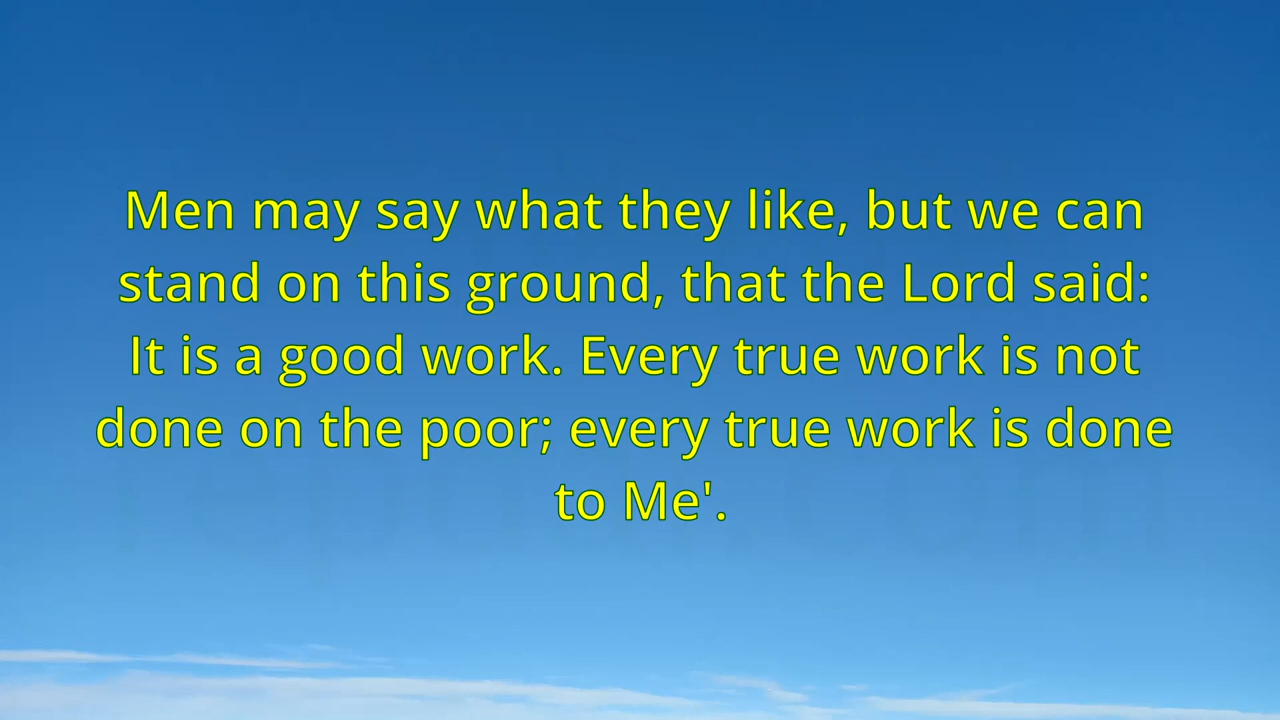 Men may say what they like, but we can
stand on this ground, that the Lord said:
It is a good work. Every true work is not
done on the poor; every true work is done
to Me'.